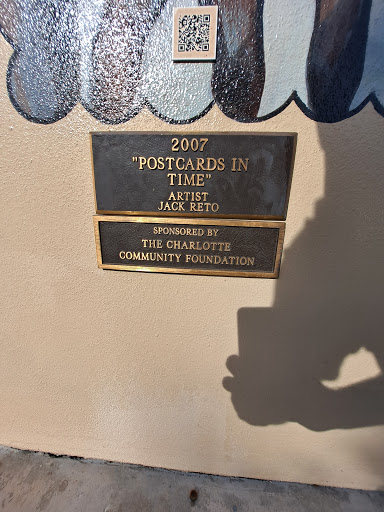 2007
"POSTCARDS IN
TIME"
ARTIST
JACK RETO
SPONSORED BY
THE CHARLOTTE
COMMUNITY FOUNDATION